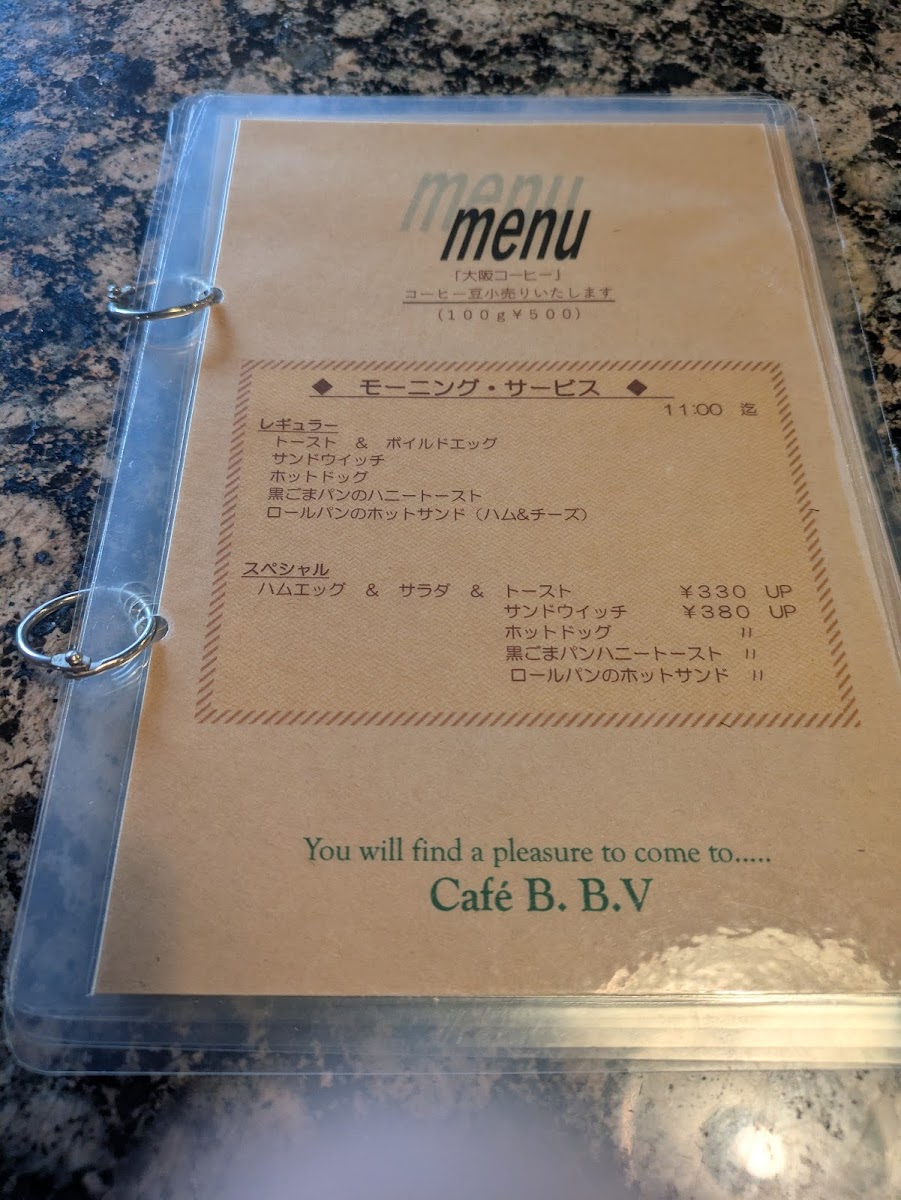 menu
menu
「大阪コーヒー」
コーヒー豆小売りいたします
(１００ｇ￥５００)
◆ モーニング・サービス ◆
11:00 迄
レギュラー
トースト ＆ ボイルドエッグ
サンドウイッチ
ホットドッグ
黒ごまパンのハニートースト
ロールパンのホットサンド（ハム&チーズ）
スペシャル
ハムエッグ ＆ サラダ ＆ トースト ￥３３０ UP
サンドウイッチ ￥３８０ UP
ホットドッグ 〃
黒ごまパンハニートースト 〃
ロールパンのホットサンド 〃
You will find a pleasure to come to.....
Café B. B.V